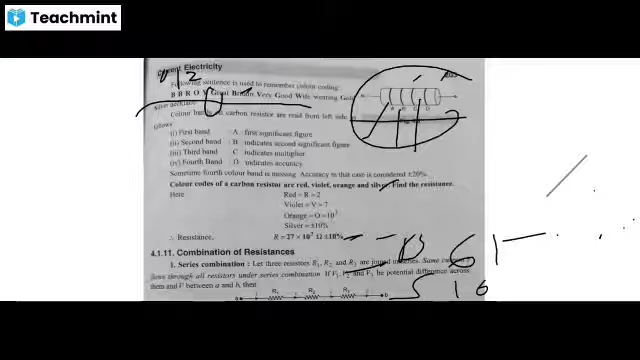 Teachmint
Current Electricity
Following sentence is used to remember colour coding:
B B R O Y Great Britain Very Good Wife wearing Gold
Silver necklace
Colour bands on carbon resistor are read from left side as
follows
(i) First band A first significant figure
(ii) Second band B indicates second significant figure
(iii) Third band C indicates multiplier
(iv) Fourth Band D indicates accuracy
Sometime fourth colour band is missing Accuracy in that case is considered ±20%.
Colour codes of a carbon resistor are red, violet, orange and silver. Find the resistance.
Here Red = R = 2
Violet = V = 7
Orange = O = 10³
Silver = ±10%
∴ Resistance, R = 27 × 10³ Ω ±10%
4.1.11. Combination of Resistances
1. Series combination : Let three resistors R₁, R₂ and R₃ are joined in series. Same current
flows through all resistors under series combination If V₁, V₂ and V₃ be potential difference across
them and V between a and b, then
a R₁ R₂ R₃ b